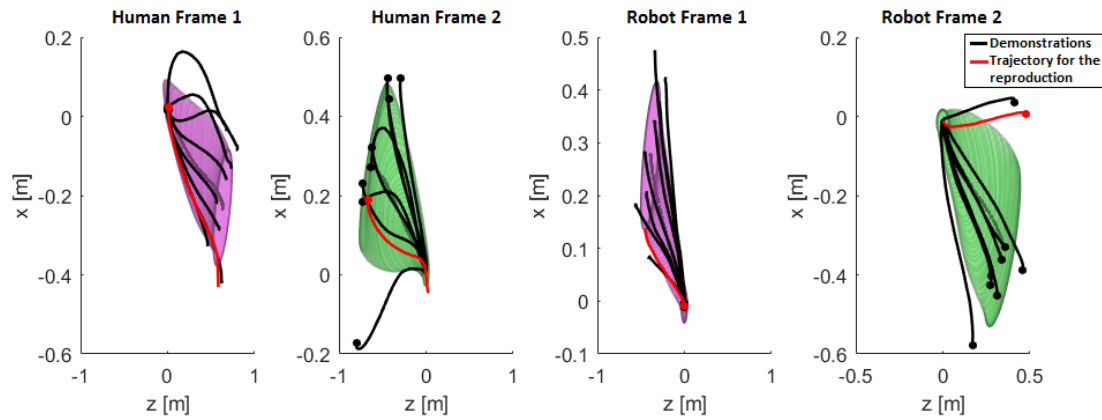 Human Frame 1
Human Frame 2
Robot Frame 1
Robot Frame 2
Demonstrations
Trajectory for the
reproduction
x [m]
0.2
0
-0.2
-0.4
-0.6
-1
0
1
z [m]
x [m]
0.6
0.4
0.2
0
-0.2
-1
0
1
z [m]
x [m]
0.5
0.4
0.3
0.2
0.1
0
-0.1
-1
0
1
z [m]
x [m]
0.2
0
-0.2
-0.4
-0.6
-0.5
0
0.5
z [m]